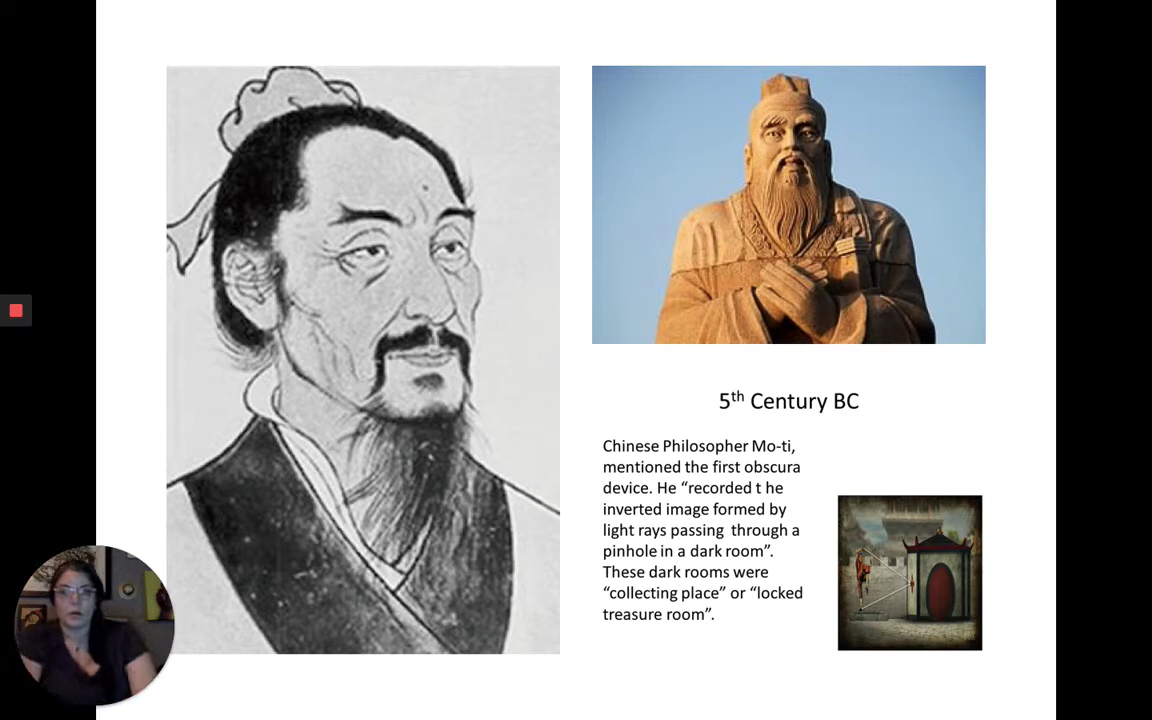 5th Century BC
Chinese Philosopher Mo-ti,
mentioned the first obscura
device. He “recorded t he
inverted image formed by
light rays passing  through a
pinhole in a dark room”.
These dark rooms were
“collecting place” or “locked
treasure room”.